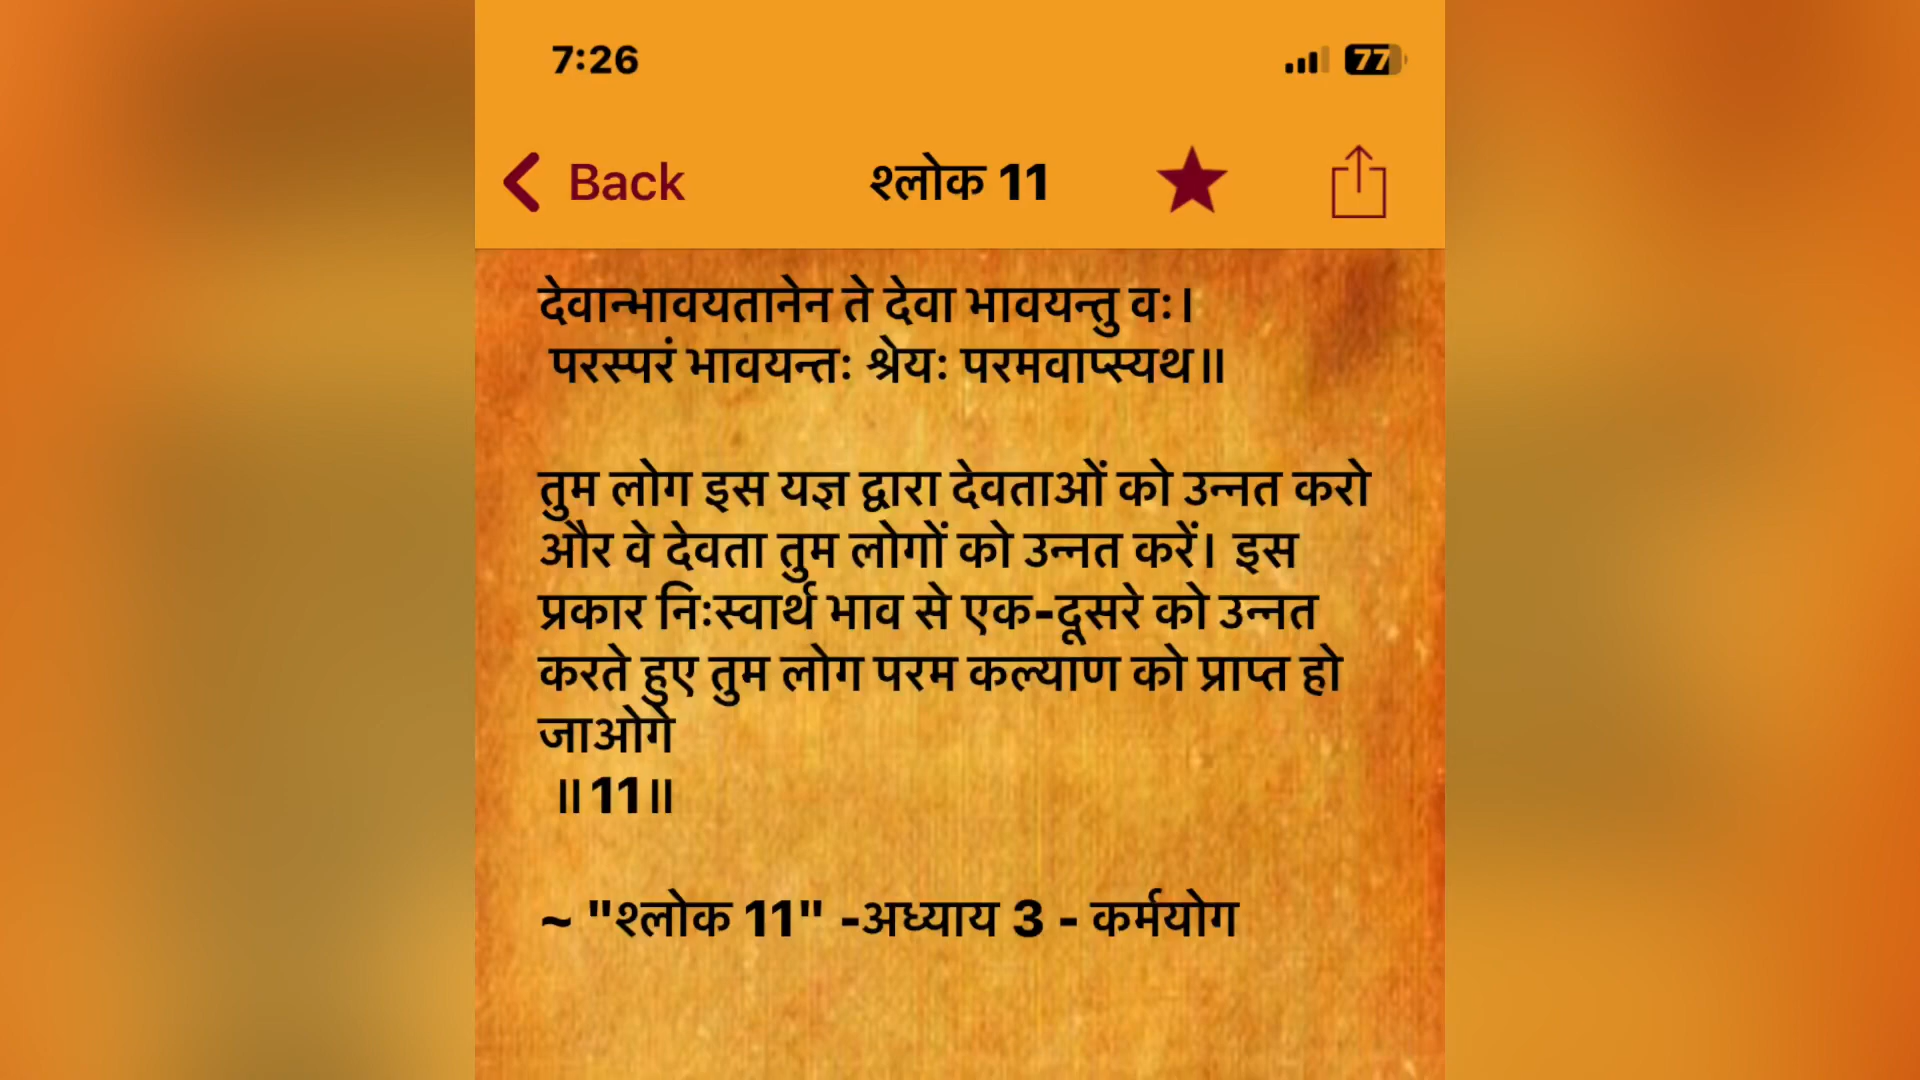 7:26
77
Back
श्लोक 11
देवान्भावयतानेन ते देवा भावयन्तु वः।
परस्परं भावयन्तः श्रेयः परमवाप्स्यथ॥
तुम लोग इस यज्ञ द्वारा देवताओं को उन्नत करो
और वे देवता तुम लोगों को उन्नत करें। इस
प्रकार निःस्वार्थ भाव से एक-दूसरे को उन्नत
करते हुए तुम लोग परम कल्याण को प्राप्त हो
जाओगे
॥11॥
~ "श्लोक 11" -अध्याय 3 - कर्मयोग